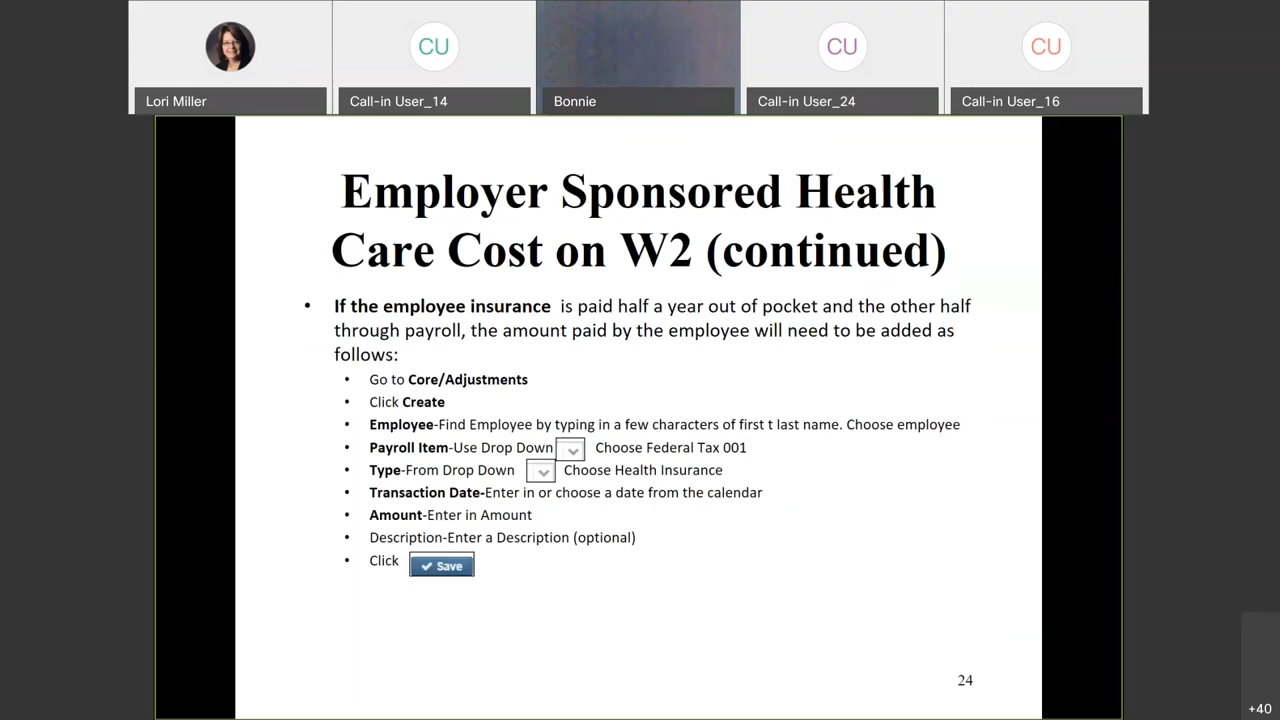 CU
CU
CU
Lori Miller
Call-in User_14
Bonnie
Call-in User_24
Call-in User_16
Employer Sponsored Health
Care Cost on W2 (continued)
• If the employee insurance is paid half a year out of pocket and the other half
through payroll, the amount paid by the employee will need to be added as
follows:
• Go to Core/Adjustments
• Click Create
• Employee-Find Employee by typing in a few characters of first t last name. Choose employee
• Payroll Item-Use Drop Down Choose Federal Tax 001
• Type-From Drop Down Choose Health Insurance
• Transaction Date-Enter in or choose a date from the calendar
• Amount-Enter in Amount
• Description-Enter a Description (optional)
• Click Save
24
+40